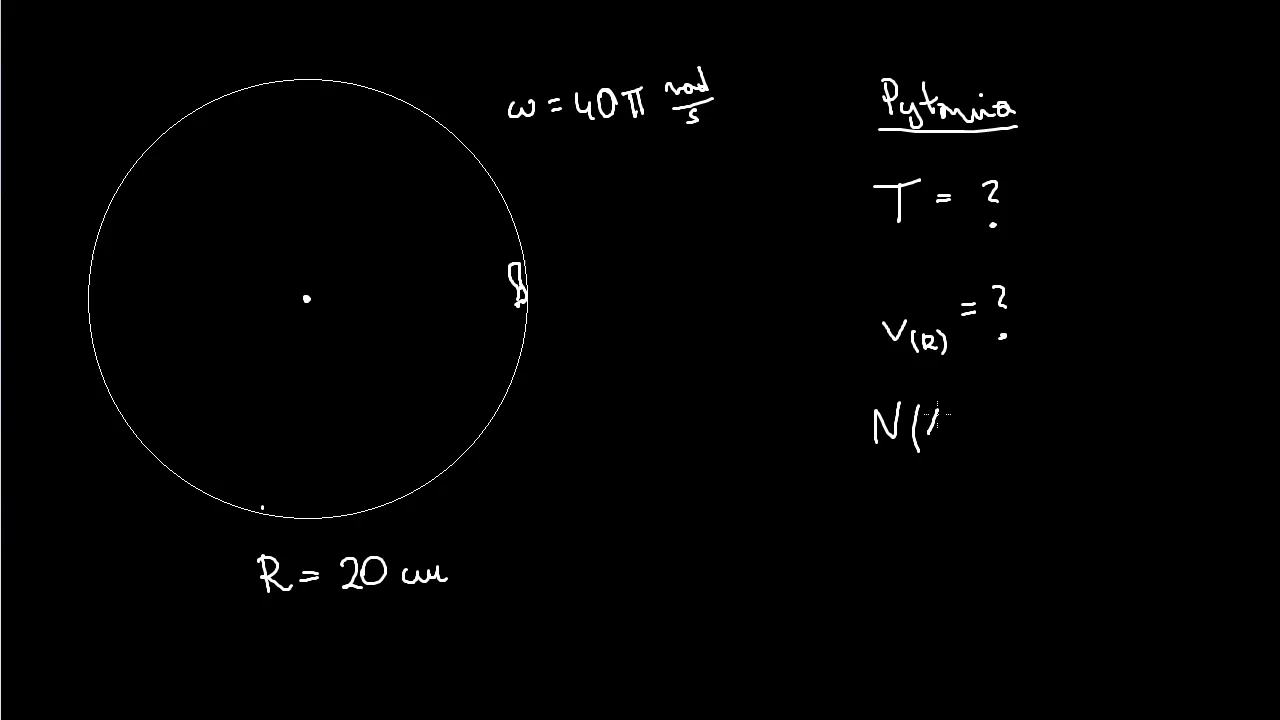 ω = 40π rad/s
Pytania
T = ?
v(R) = ?
N(
R = 20 cm